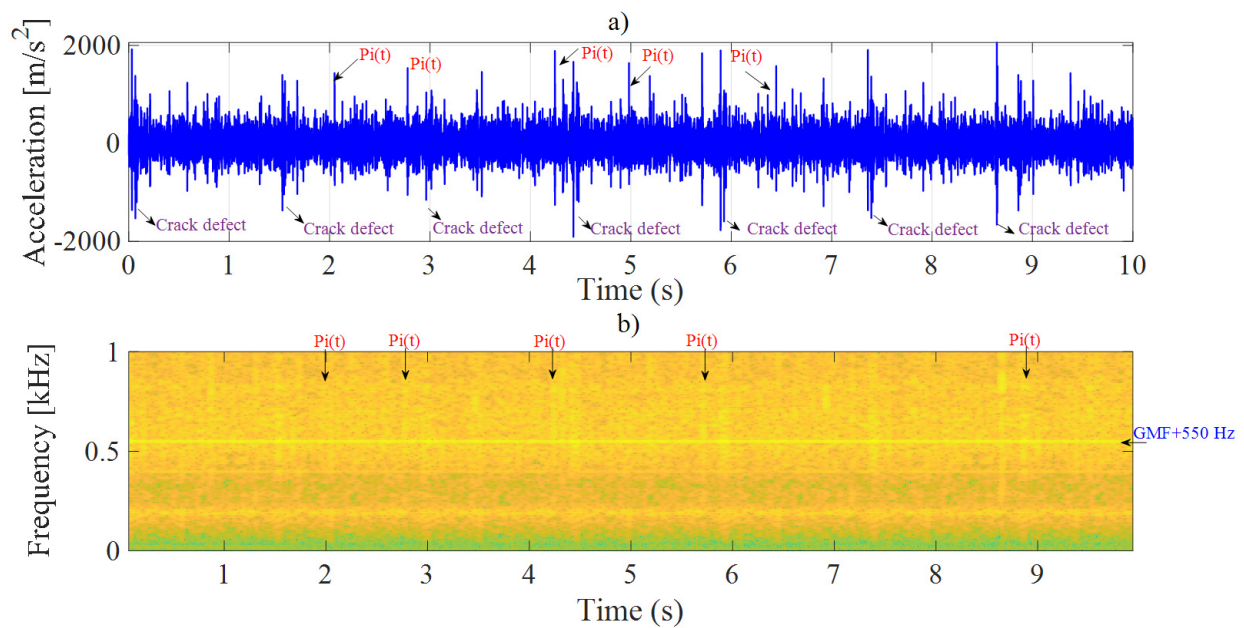 a)
Acceleration [m/s²]
2000
0
-2000
Pi(t)
Pi(t)
Pi(t)
Pi(t)
Pi(t)
Crack defect
Crack defect
Crack defect
Crack defect
Crack defect
Crack defect
Crack defect
0 1 2 3 4 5 6 7 8 9 10
Time (s)
b)
Pi(t) Pi(t) Pi(t) Pi(t) Pi(t)
Frequency [kHz]
1
0.5
0
GMF+550 Hz
1 2 3 4 5 6 7 8 9
Time (s)